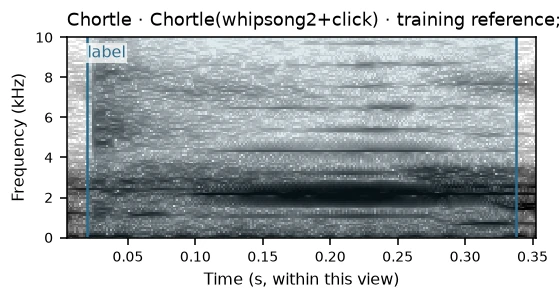 Chortle · Chortle(whipsong2+click) · training reference;
label
Frequency (kHz)
10
8
6
4
2
0
0.05 0.10 0.15 0.20 0.25 0.30 0.35
Time (s, within this view)